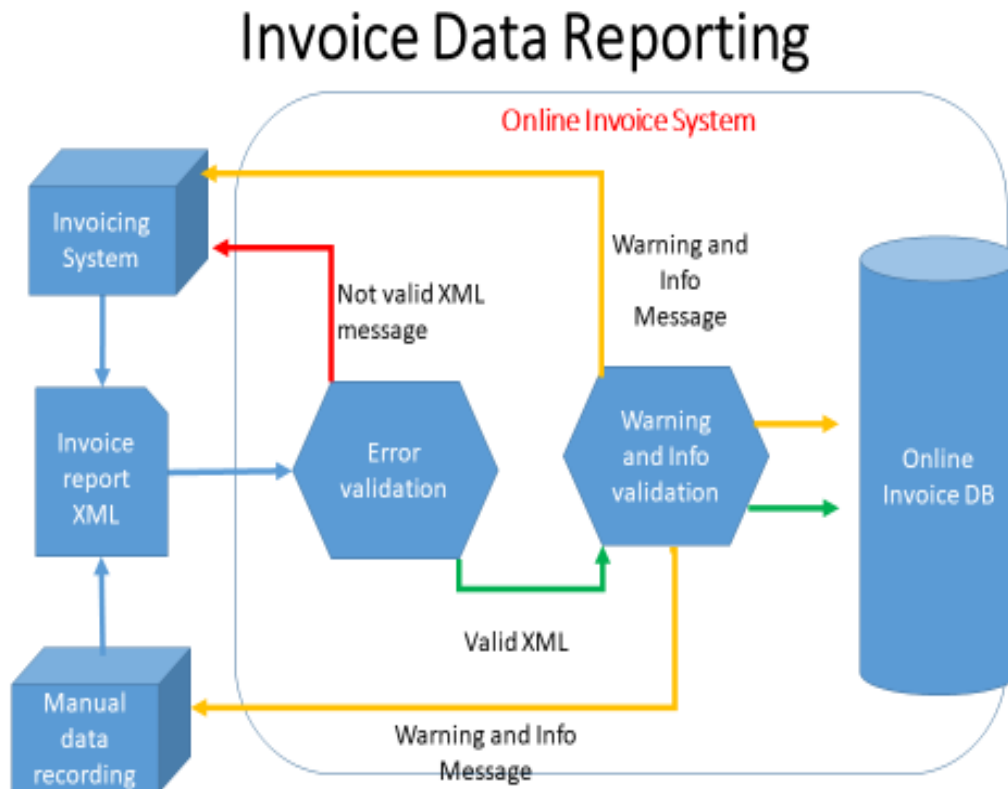 Invoice Data Reporting
Online Invoice System
Invoicing
System
Warning and
Info
Message
Not valid XML
message
Invoice
report
XML
Error
validation
Warning
and Info
validation
Online
Invoice DB
Valid XML
Manual
data
recording
Warning and Info
Message